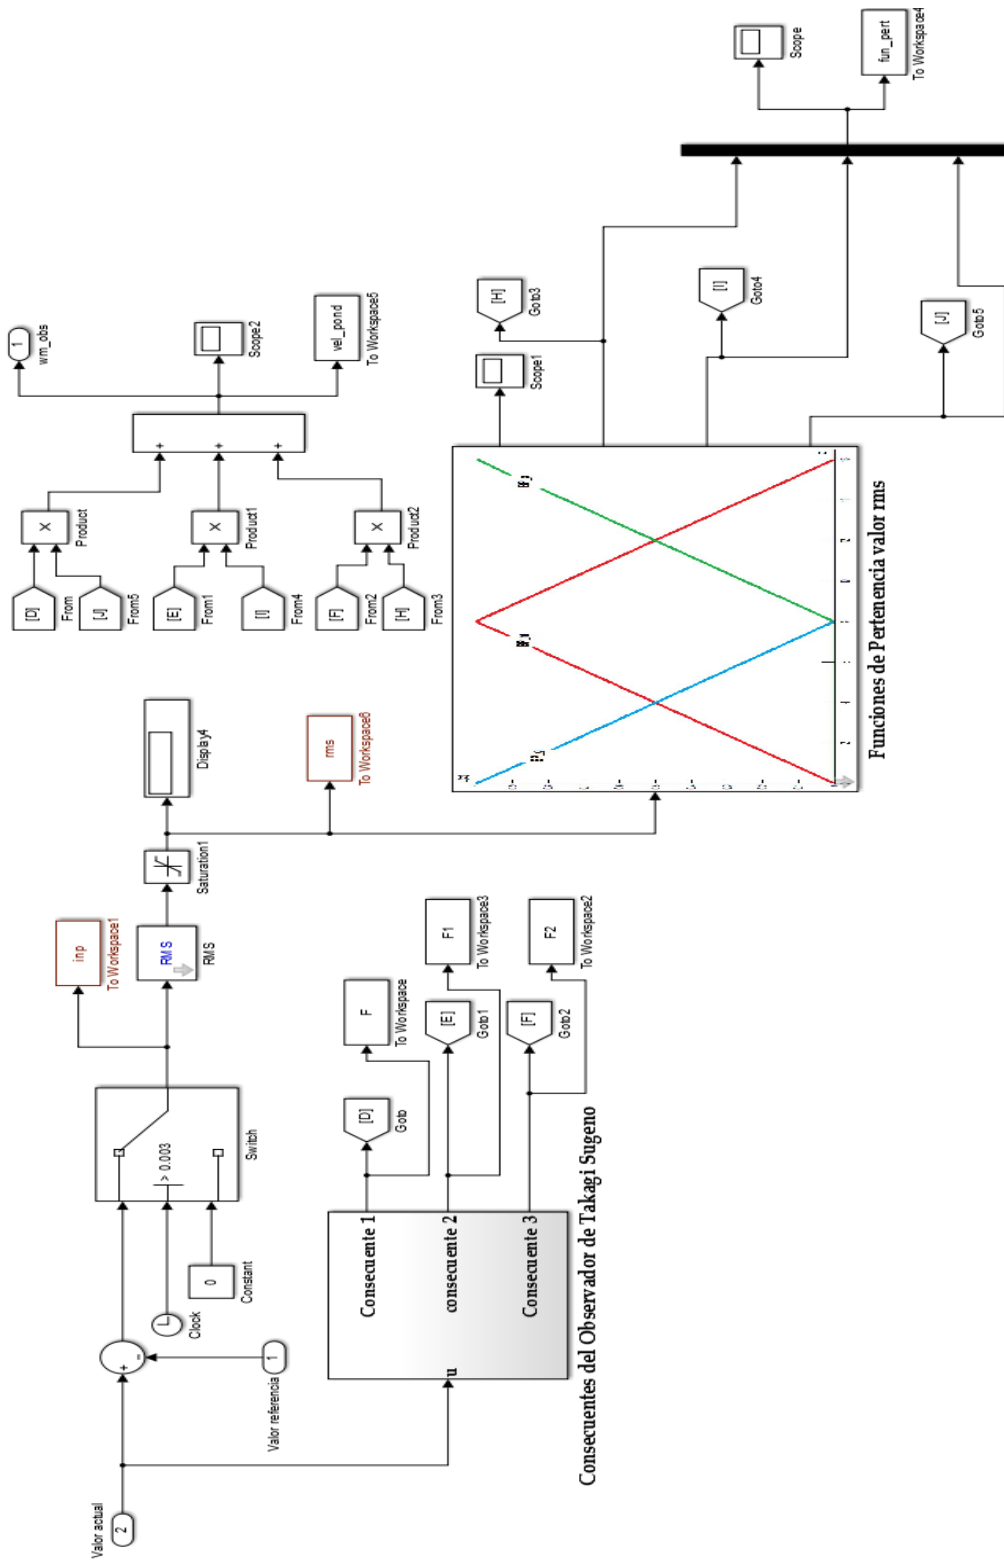 Valor actual
2
+
-
Valor referencia
1
Clock
0
Constant
> 0.003
Switch
inp
To Workspace1
RMS
RMS
Saturation1
Display4
rms
To Workspace6
[D]
From
[J]
From5
[E]
From1
[I]
From4
[F]
From2
[H]
From3
X
Product
X
Product1
X
Product2
+
+
+
1
wm_obs
Scope2
vel_pond
To Workspace5
u
Consecuente 1
consecuente 2
Consecuente 3
[D]
Goto
F
To Workspace
[E]
Goto1
F1
To Workspace3
[F]
Goto2
F2
To Workspace2
Consecuentes del Observador de Takagi Sugeno
Funciones de Pertenencia valor rms
Scope1
[H]
Goto3
[I]
Goto4
[J]
Goto5
Scope
fun_pert
To Workspace4